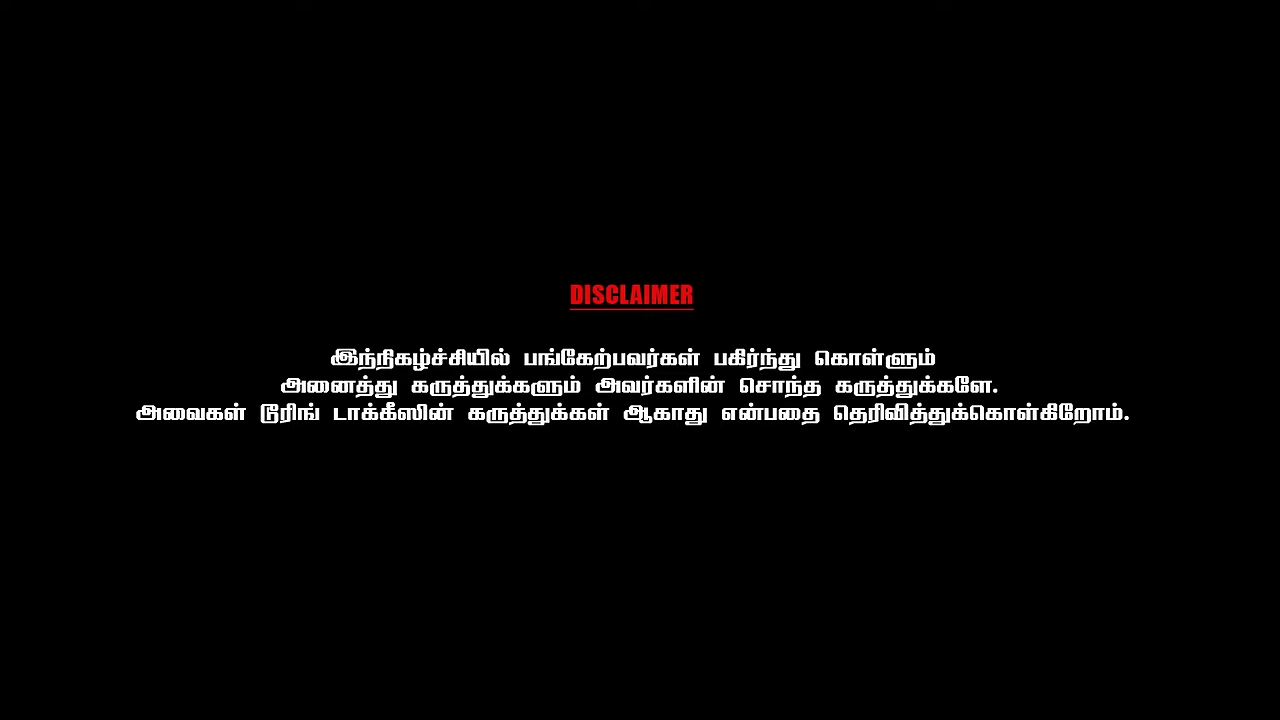 DISCLAIMER
இந்நிகழ்ச்சியில் பங்கேற்பவர்கள் பகிர்ந்து கொள்ளும்
அனைத்து கருத்துக்களும் அவர்களின் சொந்த கருத்துக்களே.
அவைகள் டூரிங் டாக்கீஸின் கருத்துக்கள் ஆகாது என்பதை தெரிவித்துக்கொள்கிறோம்.